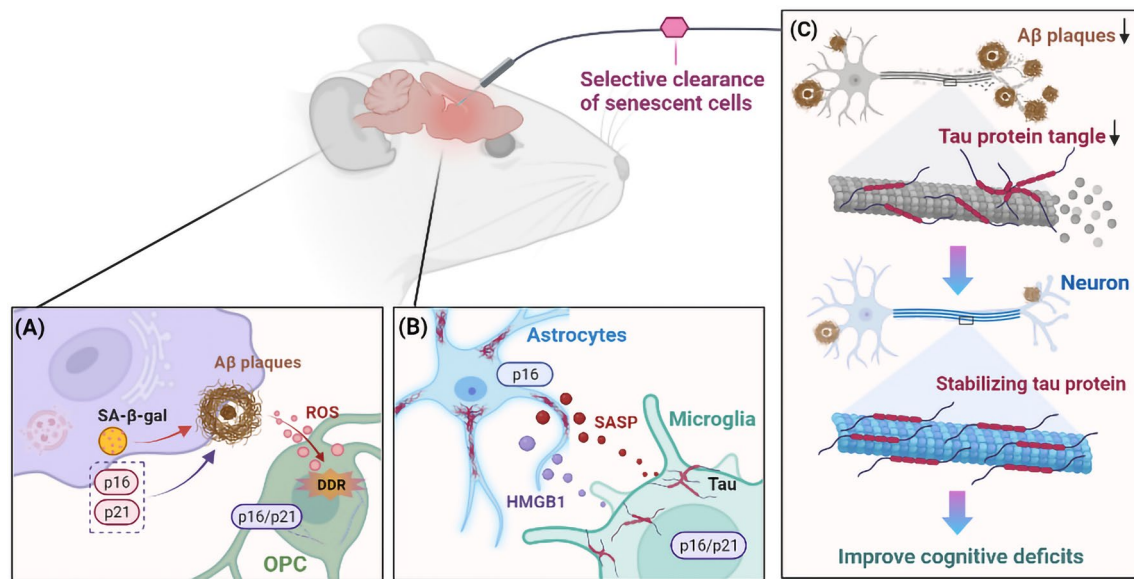 Selective clearance
of senescent cells
(A)
Aβ plaques
SA-β-gal
ROS
p16
p21
DDR
p16/p21
OPC
(B)
Astrocytes
p16
SASP
Microglia
HMGB1
Tau
p16/p21
(C)
Aβ plaques
Tau protein tangle
Neuron
Stabilizing tau protein
Improve cognitive deficits